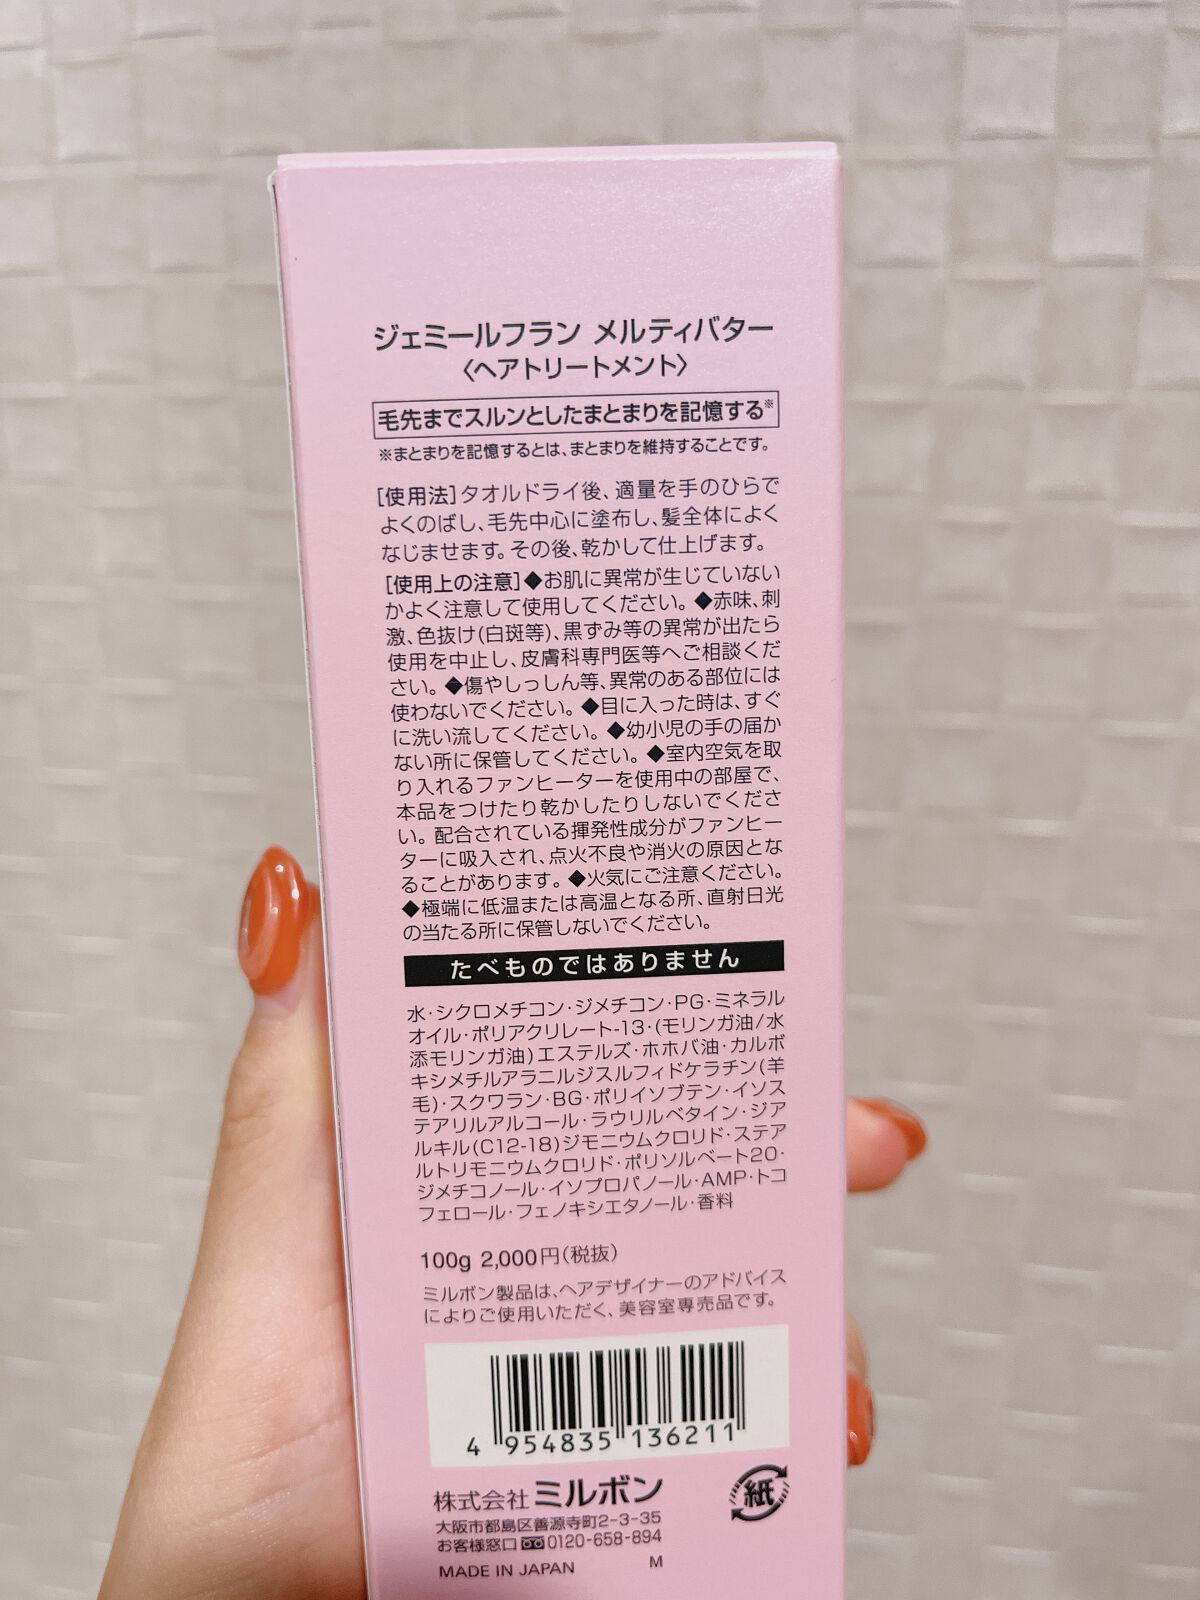 ジェミールフラン メルティバター
〈ヘアトリートメント〉
毛先までスルンとしたまとまりを記憶する※
※まとまりを記憶するとは、まとまりを維持することです。
[使用法]タオルドライ後、適量を手のひらで
よくのばし、毛先中心に塗布し、髪全体によく
なじませます。その後、乾かして仕上げます。
[使用上の注意]◆お肌に異常が生じていない
かよく注意して使用してください。◆赤味、刺
激、色抜け(白斑等)、黒ずみ等の異常が出たら
使用を中止し、皮膚科専門医等へご相談くだ
さい。◆傷やしっしん等、異常のある部位には
使わないでください。◆目に入った時は、すぐ
に洗い流してください。◆幼小児の手の届か
ない所に保管してください。◆室内空気を取
り入れるファンヒーターを使用中の部屋で、
本品をつけたり乾かしたりしないでくださ
い。配合されている揮発性成分がファンヒー
ターに吸入され、点火不良や消火の原因とな
ることがあります。◆火気にご注意ください。
◆極端に低温または高温となる所、直射日光
の当たる所に保管しないでください。
たべものではありません
水・シクロメチコン・ジメチコン・PG・ミネラル
オイル・ポリアクリレート-13・(モリンガ油/水
添モリンガ油)エステルズ・ホホバ油・カルボ
キシメチルアラニルジスルフィドケラチン(羊
毛)・スクワラン・BG・ポリイソブテン・イソス
テアリルアルコール・ラウリルベタイン・ジア
ルキル(C12-18)ジモニウムクロリド・ステア
ルトリモニウムクロリド・ポリソルベート20・
ジメチコノール・イソプロパノール・AMP・トコ
フェロール・フェノキシエタノール・香料
100g 2,000円(税抜)
ミルボン製品は、ヘアデザイナーのアドバイス
によりご使用いただく、美容室専売品です。
4 954835 136211
株式会社 ミルボン
紙
大阪市都島区善源寺町2-3-35
お客様窓口 0120-658-894
MADE IN JAPAN M